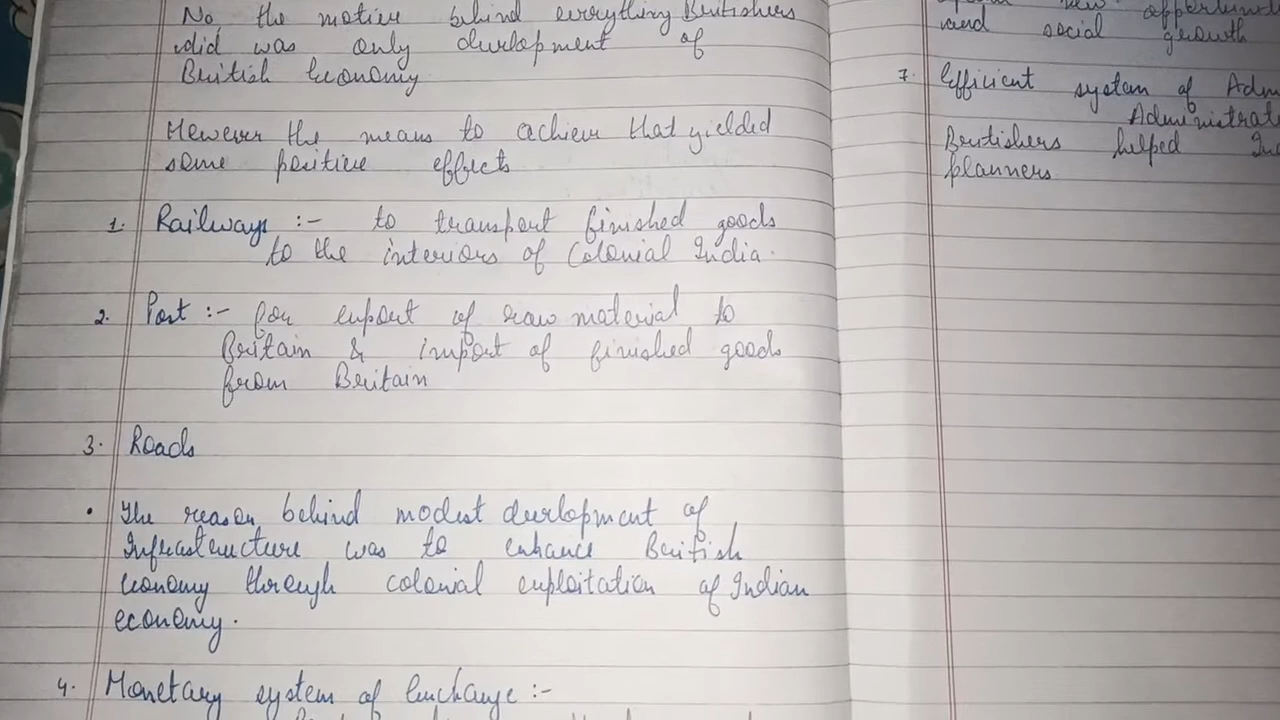 No, the motive behind everything Britishers
did was only development of
British Economy
However the means to achieve that yielded
some positive effects
1. Railways :- to transport finished goods
to the interiors of Colonial India.
2. Port :- for export of raw material to
Britain & import of finished goods
from Britain
3. Roads
• The reason behind modest development of
Infrastructure was to enhance British
economy through colonial exploitation of Indian
economy.
4. Monetary system of Exchange :-
and social growth
7. Efficient system of Adm
Administrat
Britishers helped Ind
planners